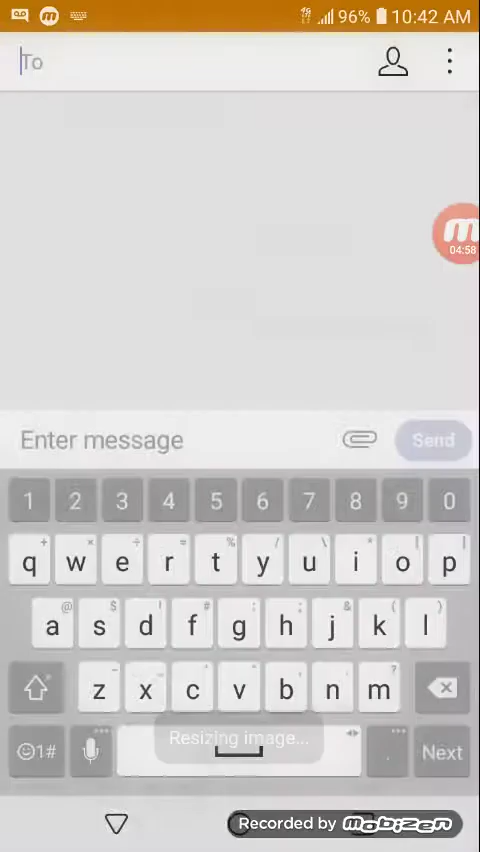 96% 10:42 AM
To
04:58
Enter message
Send
1 2 3 4 5 6 7 8 9 0
q w e r t y u i o p
a s d f g h j k l
z x c v b n m
Resizing image...
1# . Next
Recorded by mobizen